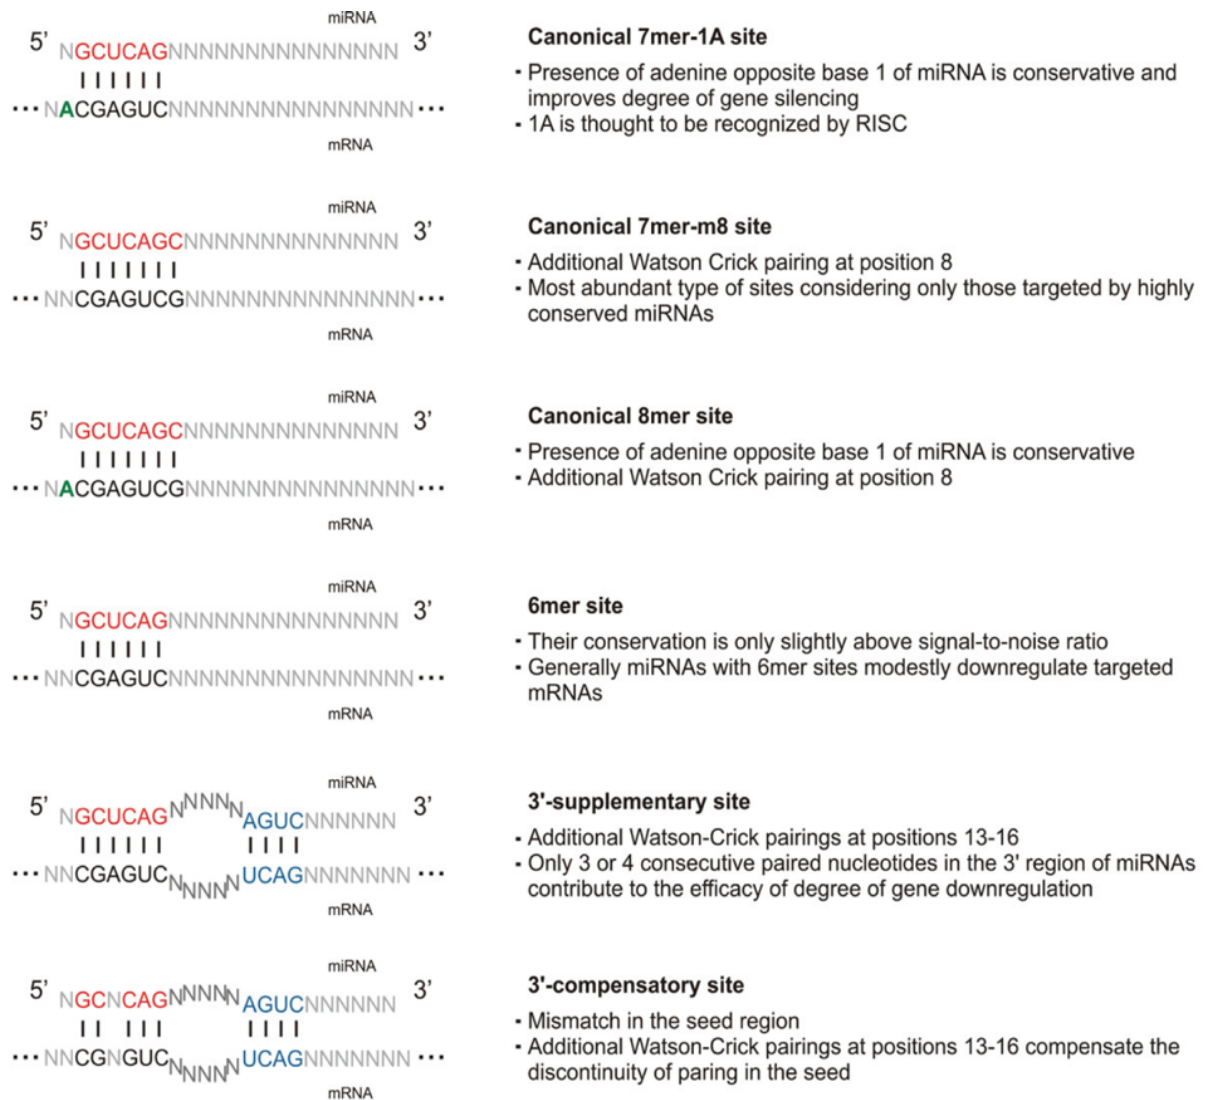 miRNA
5’ NGCUCAGNNNNNNNNNNNNNNN 3’
··· NACGAGUCNNNNNNNNNNNNNNNN ···
mRNA
Canonical 7mer-1A site
· Presence of adenine opposite base 1 of miRNA is conservative and
improves degree of gene silencing
· 1A is thought to be recognized by RISC
miRNA
5’ NGCUCAGCNNNNNNNNNNNNNN 3’
··· NNCGAGUCGNNNNNNNNNNNNNNN ···
mRNA
Canonical 7mer-m8 site
· Additional Watson Crick pairing at position 8
· Most abundant type of sites considering only those targeted by highly
conserved miRNAs
miRNA
5’ NGCUCAGCNNNNNNNNNNNNNN 3’
··· NACGAGUCGNNNNNNNNNNNNNNN ···
mRNA
Canonical 8mer site
· Presence of adenine opposite base 1 of miRNA is conservative
· Additional Watson Crick pairing at position 8
miRNA
5’ NGCUCAGNNNNNNNNNNNNNNN 3’
··· NNCGAGUCNNNNNNNNNNNNNNNN ···
mRNA
6mer site
· Their conservation is only slightly above signal-to-noise ratio
· Generally miRNAs with 6mer sites modestly downregulate targeted
mRNAs
miRNA
5’ NGCUCAGNNNNNAGUCNNNNNN 3’
··· NNCGAGUCNNNNNUCAGNNNNNNN ···
mRNA
3'-supplementary site
· Additional Watson-Crick pairings at positions 13-16
· Only 3 or 4 consecutive paired nucleotides in the 3' region of miRNAs
contribute to the efficacy of degree of gene downregulation
miRNA
5’ NGCNCAGNNNNNAGUCNNNNNN 3’
··· NNCGNGUCNNNNNUCAGNNNNNNN ···
mRNA
3'-compensatory site
· Mismatch in the seed region
· Additional Watson-Crick pairings at positions 13-16 compensate the
discontinuity of paring in the seed